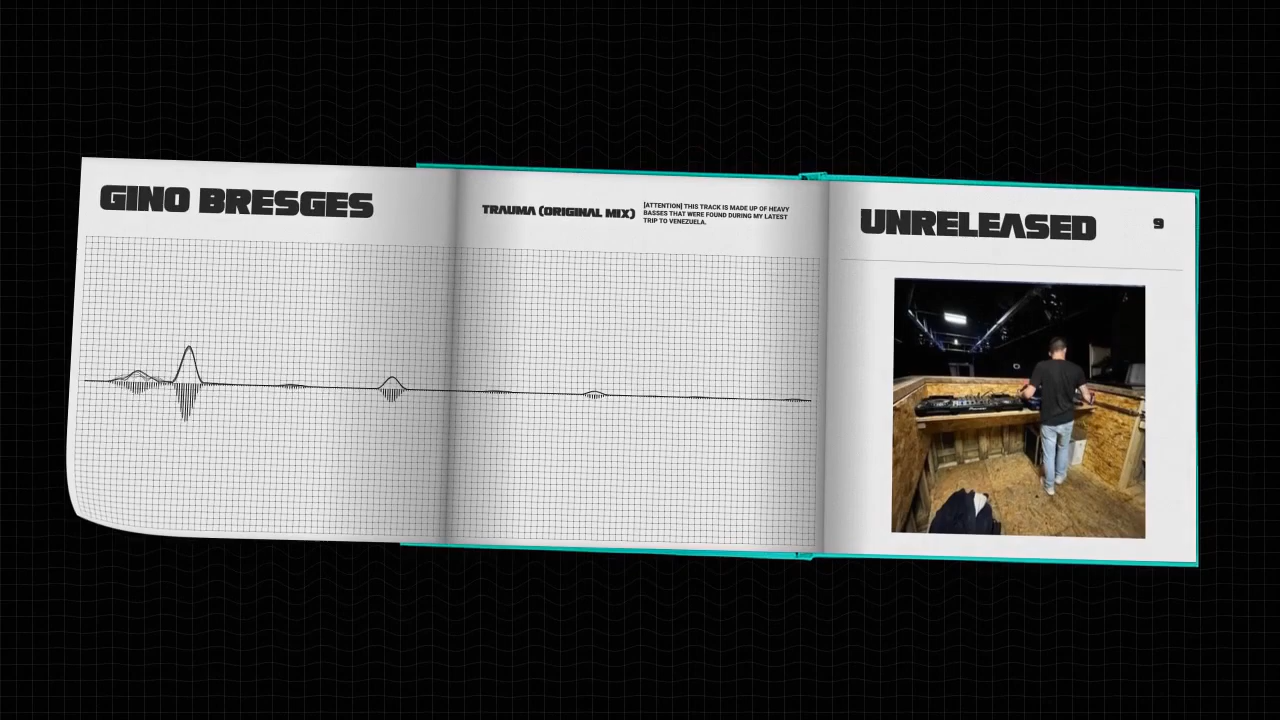 GINO BRESGES
TRAUMA (ORIGINAL MIX)
[ATTENTION] THIS TRACK IS MADE UP OF HEAVY
BASSES THAT WERE FOUND DURING MY LATEST
TRIP TO VENEZUELA.
UNRELEASED
9